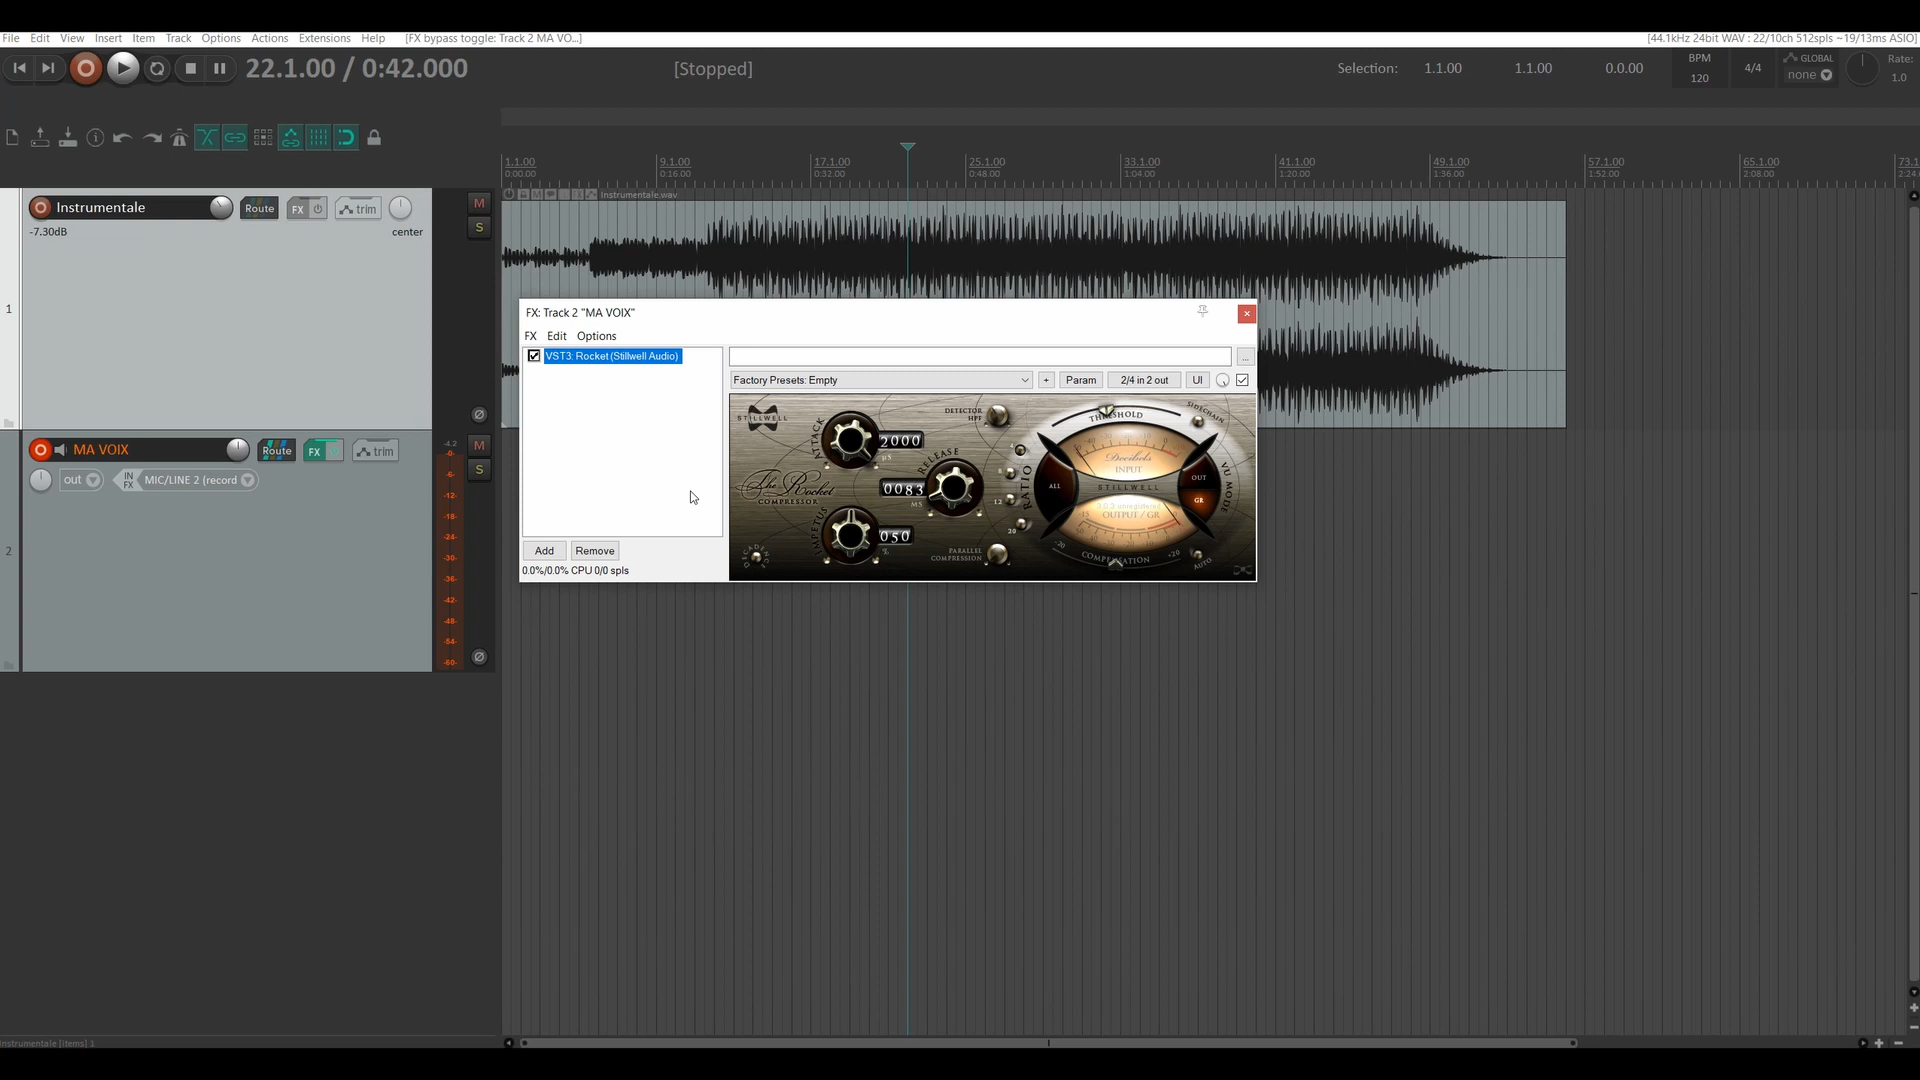 File Edit View Insert Item Track Options Actions Extensions Help [FX bypass toggle: Track 2 MA VO...] [44.1kHz 24bit WAV : 22/10ch 512spls ~19/13ms ASIO]
22.1.00 / 0:42.000 [Stopped] Selection: 1.1.00 1.1.00 0.0.00 BPM 120 4/4 GLOBAL none Rate: 1.0
1.1.00 9.1.00 17.1.00 25.1.00 33.1.00 41.1.00 49.1.00 57.1.00 65.1.00 73.1
0:00.00 0:16.00 0:32.00 0:48.00 1:04.00 1:20.00 1:36.00 1:52.00 2:08.00 2:24
Instrumentale.wav
Instrumentale Route FX trim M
-7.30dB center S
1
FX: Track 2 "MA VOIX"
FX Edit Options
VST3: Rocket (Stillwell Audio) ...
Factory Presets: Empty + Param 2/4 in 2 out UI
STILLWELL
ATTACK 2000 µS
DETECTOR HPF
THRESHOLD
SIDECHAIN
RELEASE 0083 MS
The Rocket
COMPRESSOR
IMPETUS 050 %
RATIO 4 8 12 20
Decibels
INPUT
ALL STILLWELL OUT
GR
VU MODE
OUTPUT / GR
PARALLEL COMPRESSION
-20 COMPENSATION +20
AUTO
Add Remove
0.0%/0.0% CPU 0/0 spls
MA VOIX Route FX trim M
out IN FX MIC/LINE 2 (record S
2
-4.2
-0-
-6-
-12-
-18-
-24-
-30-
-36-
-42-
-48-
-54-
-60-
Instrumentale [items] 1